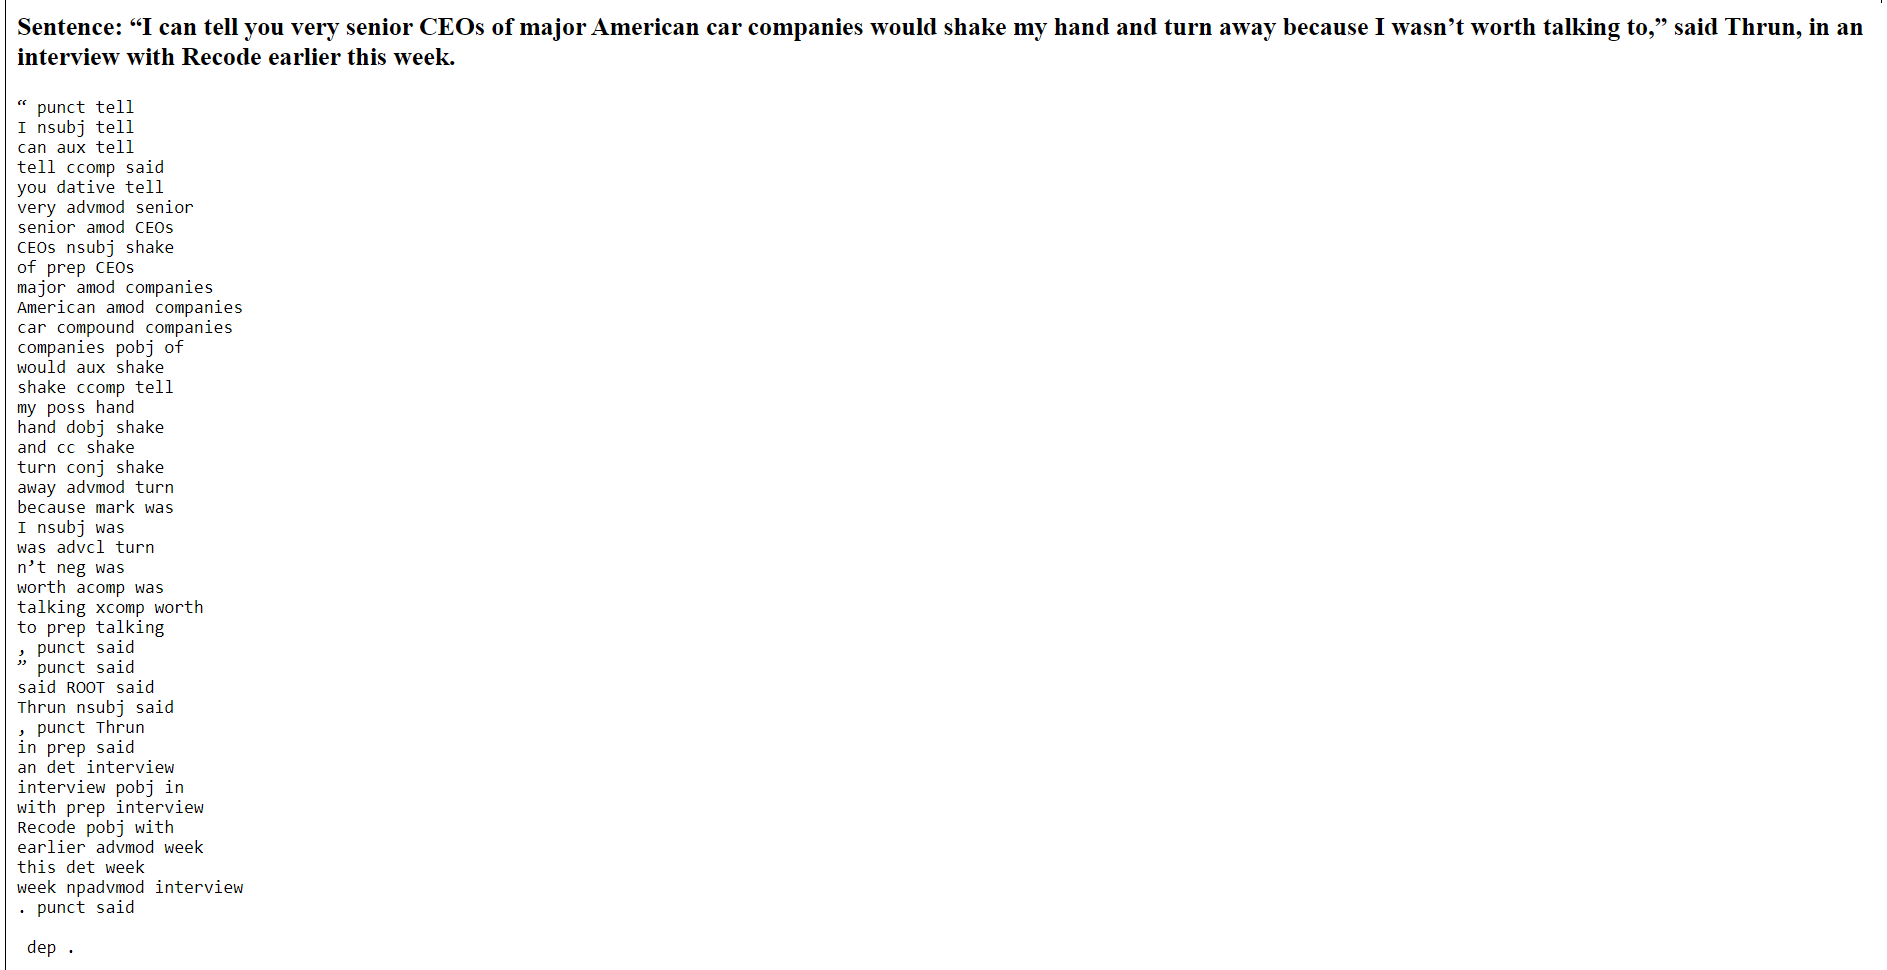 Sentence: “I can tell you very senior CEOs of major American car companies would shake my hand and turn away because I wasn’t worth talking to,” said Thrun, in an
interview with Recode earlier this week.
“ punct tell
I nsubj tell
can aux tell
tell ccomp said
you dative tell
very advmod senior
senior amod CEOs
CEOs nsubj shake
of prep CEOs
major amod companies
American amod companies
car compound companies
companies pobj of
would aux shake
shake ccomp tell
my poss hand
hand dobj shake
and cc shake
turn conj shake
away advmod turn
because mark was
I nsubj was
was advcl turn
n’t neg was
worth acomp was
talking xcomp worth
to prep talking
, punct said
” punct said
said ROOT said
Thrun nsubj said
, punct Thrun
in prep said
an det interview
interview pobj in
with prep interview
Recode pobj with
earlier advmod week
this det week
week npadvmod interview
. punct said
dep .